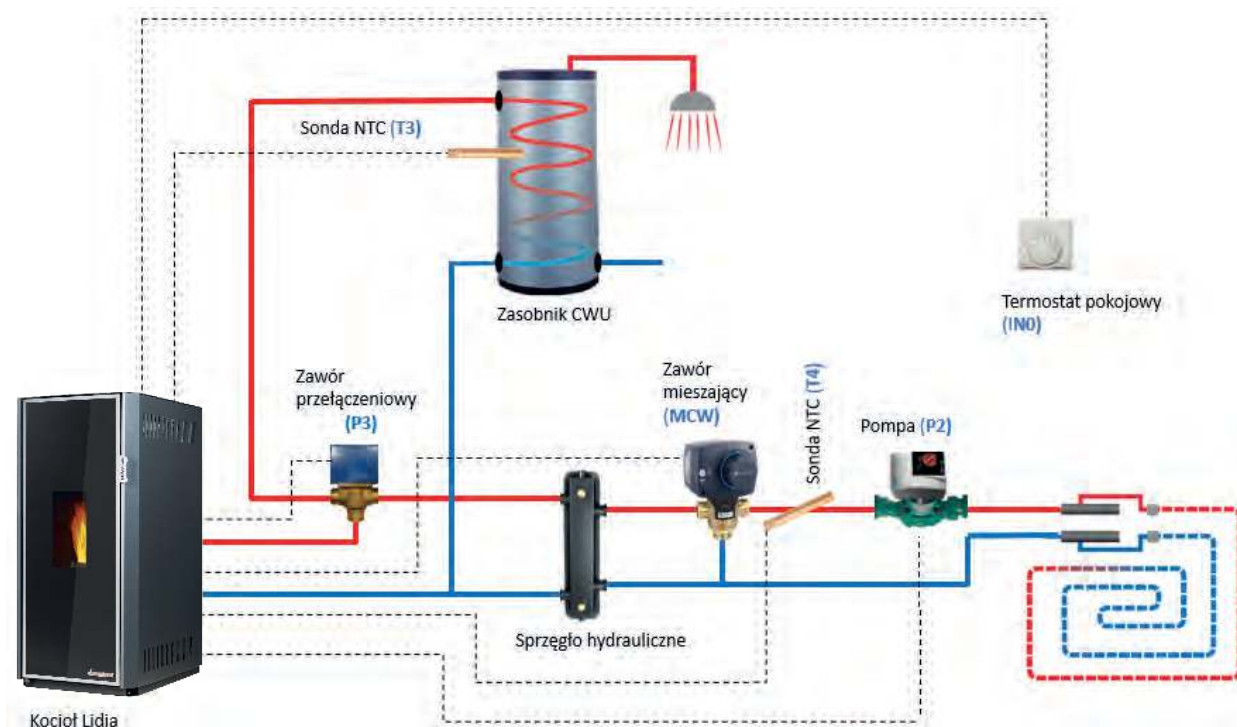 Sonda NTC (T3)
Zasobnik CWU
Termostat pokojowy
(IN0)
Zawór
przełączeniowy
(P3)
Zawór
mieszający
(MCW)
Sonda NTC (T4)
Pompa (P2)
Sprzęgło hydrauliczne
Kocioł Lidia